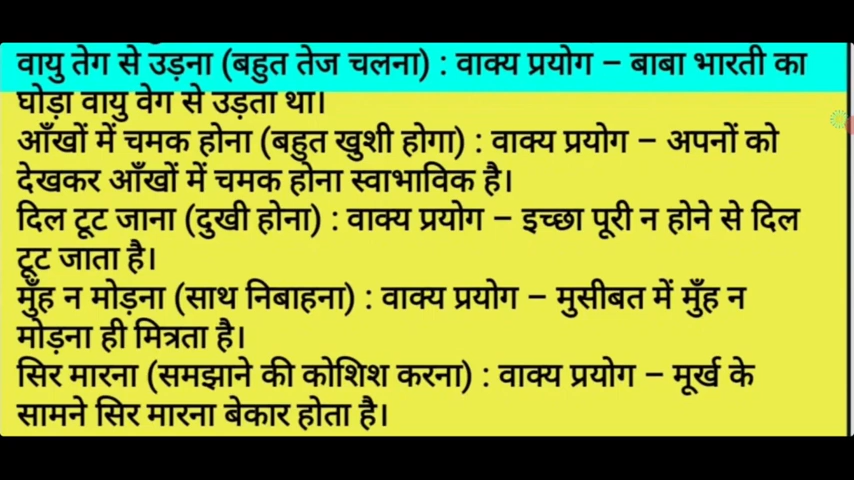 वायु तेग से उड़ना (बहुत तेज चलना) : वाक्य प्रयोग – बाबा भारती का
घोड़ा वायु वेग से उड़ता था।
आँखों में चमक होना (बहुत खुशी होगा) : वाक्य प्रयोग – अपनों को
देखकर आँखों में चमक होना स्वाभाविक है।
दिल टूट जाना (दुखी होना) : वाक्य प्रयोग – इच्छा पूरी न होने से दिल
टूट जाता है।
मुँह न मोड़ना (साथ निबाहना) : वाक्य प्रयोग – मुसीबत में मुँह न
मोड़ना ही मित्रता है।
सिर मारना (समझाने की कोशिश करना) : वाक्य प्रयोग – मूर्ख के
सामने सिर मारना बेकार होता है।